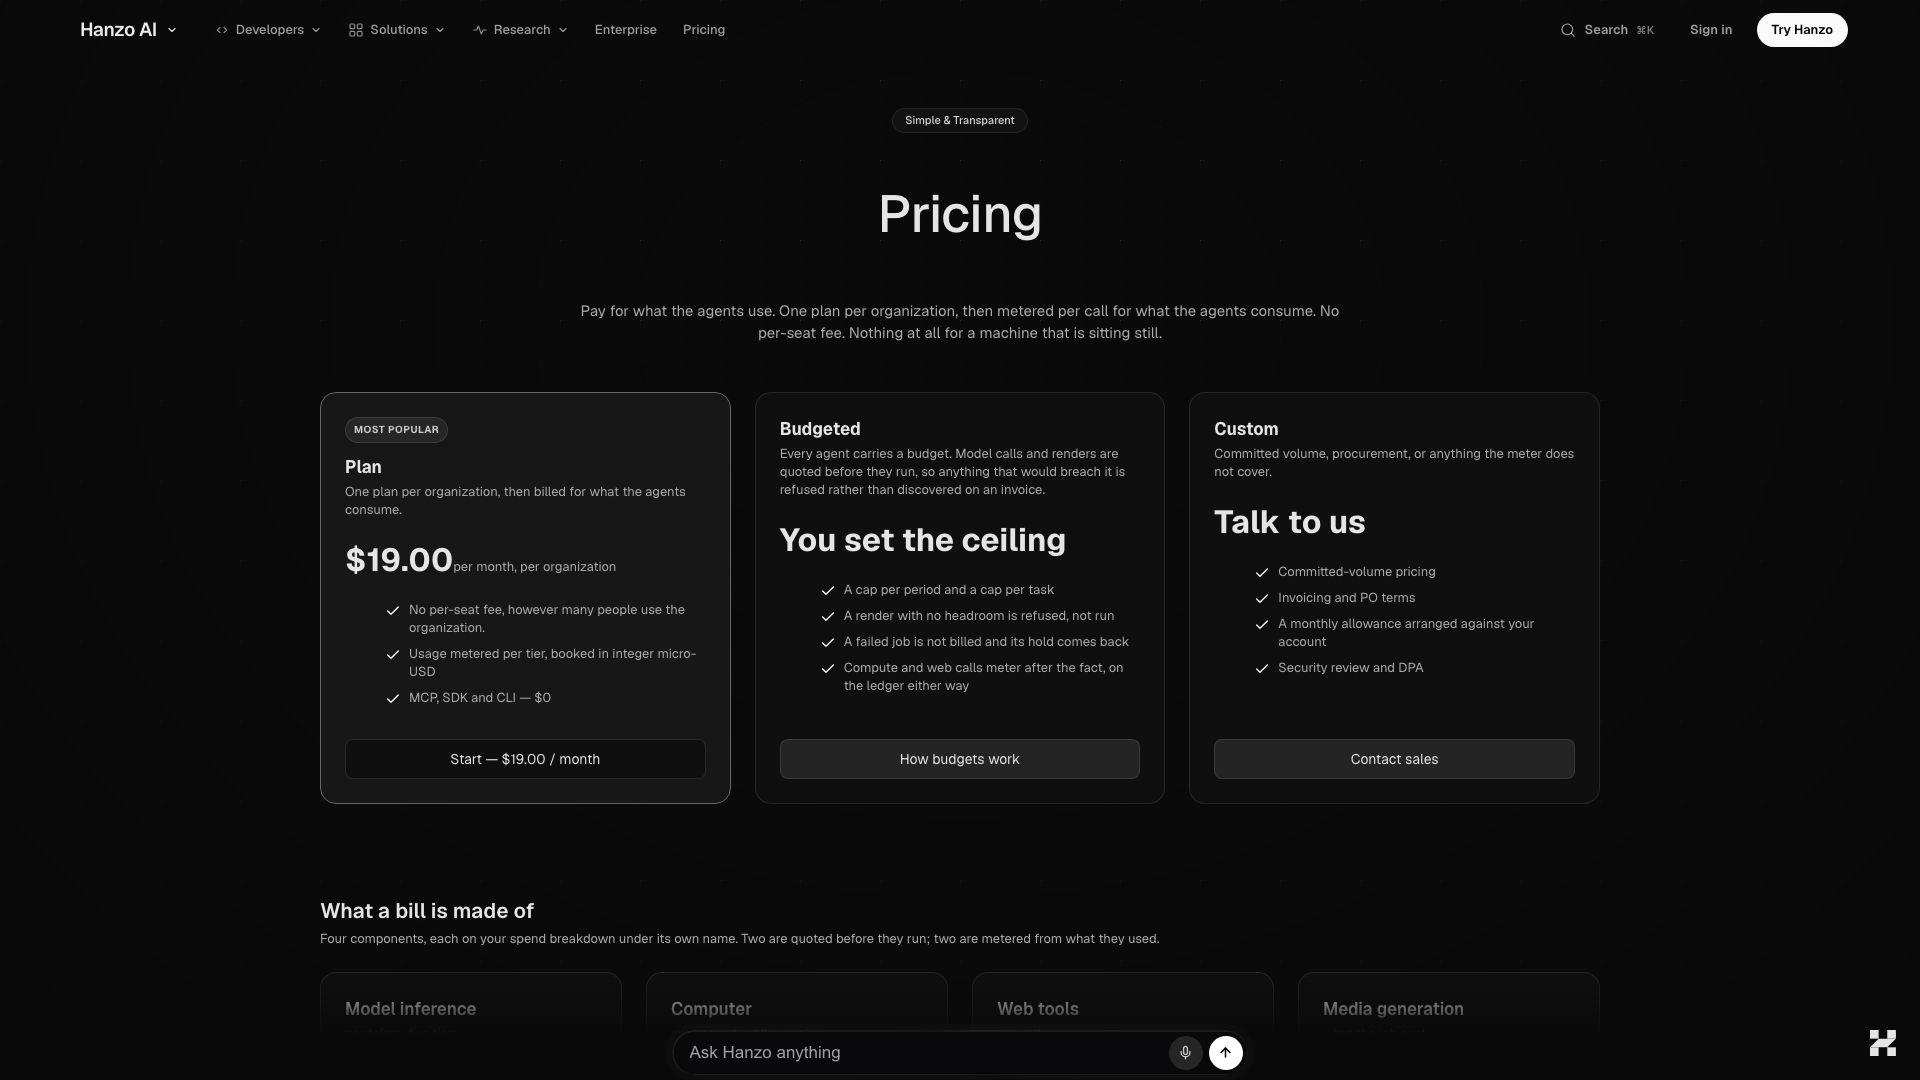 Hanzo AI
Developers
Solutions
Research
Enterprise
Pricing
Search ⌘K
Sign in
Try Hanzo
Simple & Transparent
Pricing
Pay for what the agents use. One plan per organization, then metered per call for what the agents consume. No
per-seat fee. Nothing at all for a machine that is sitting still.
MOST POPULAR
Plan
One plan per organization, then billed for what the agents
consume.
$19.00 per month, per organization
No per-seat fee, however many people use the
organization.
Usage metered per tier, booked in integer micro-
USD
MCP, SDK and CLI — $0
Start — $19.00 / month
Budgeted
Every agent carries a budget. Model calls and renders are
quoted before they run, so anything that would breach it is
refused rather than discovered on an invoice.
You set the ceiling
A cap per period and a cap per task
A render with no headroom is refused, not run
A failed job is not billed and its hold comes back
Compute and web calls meter after the fact, on
the ledger either way
How budgets work
Custom
Committed volume, procurement, or anything the meter does
not cover.
Talk to us
Committed-volume pricing
Invoicing and PO terms
A monthly allowance arranged against your
account
Security review and DPA
Contact sales
What a bill is made of
Four components, each on your spend breakdown under its own name. Two are quoted before they run; two are metered from what they used.
Model inference
Computer
Web tools
Media generation
Ask Hanzo anything